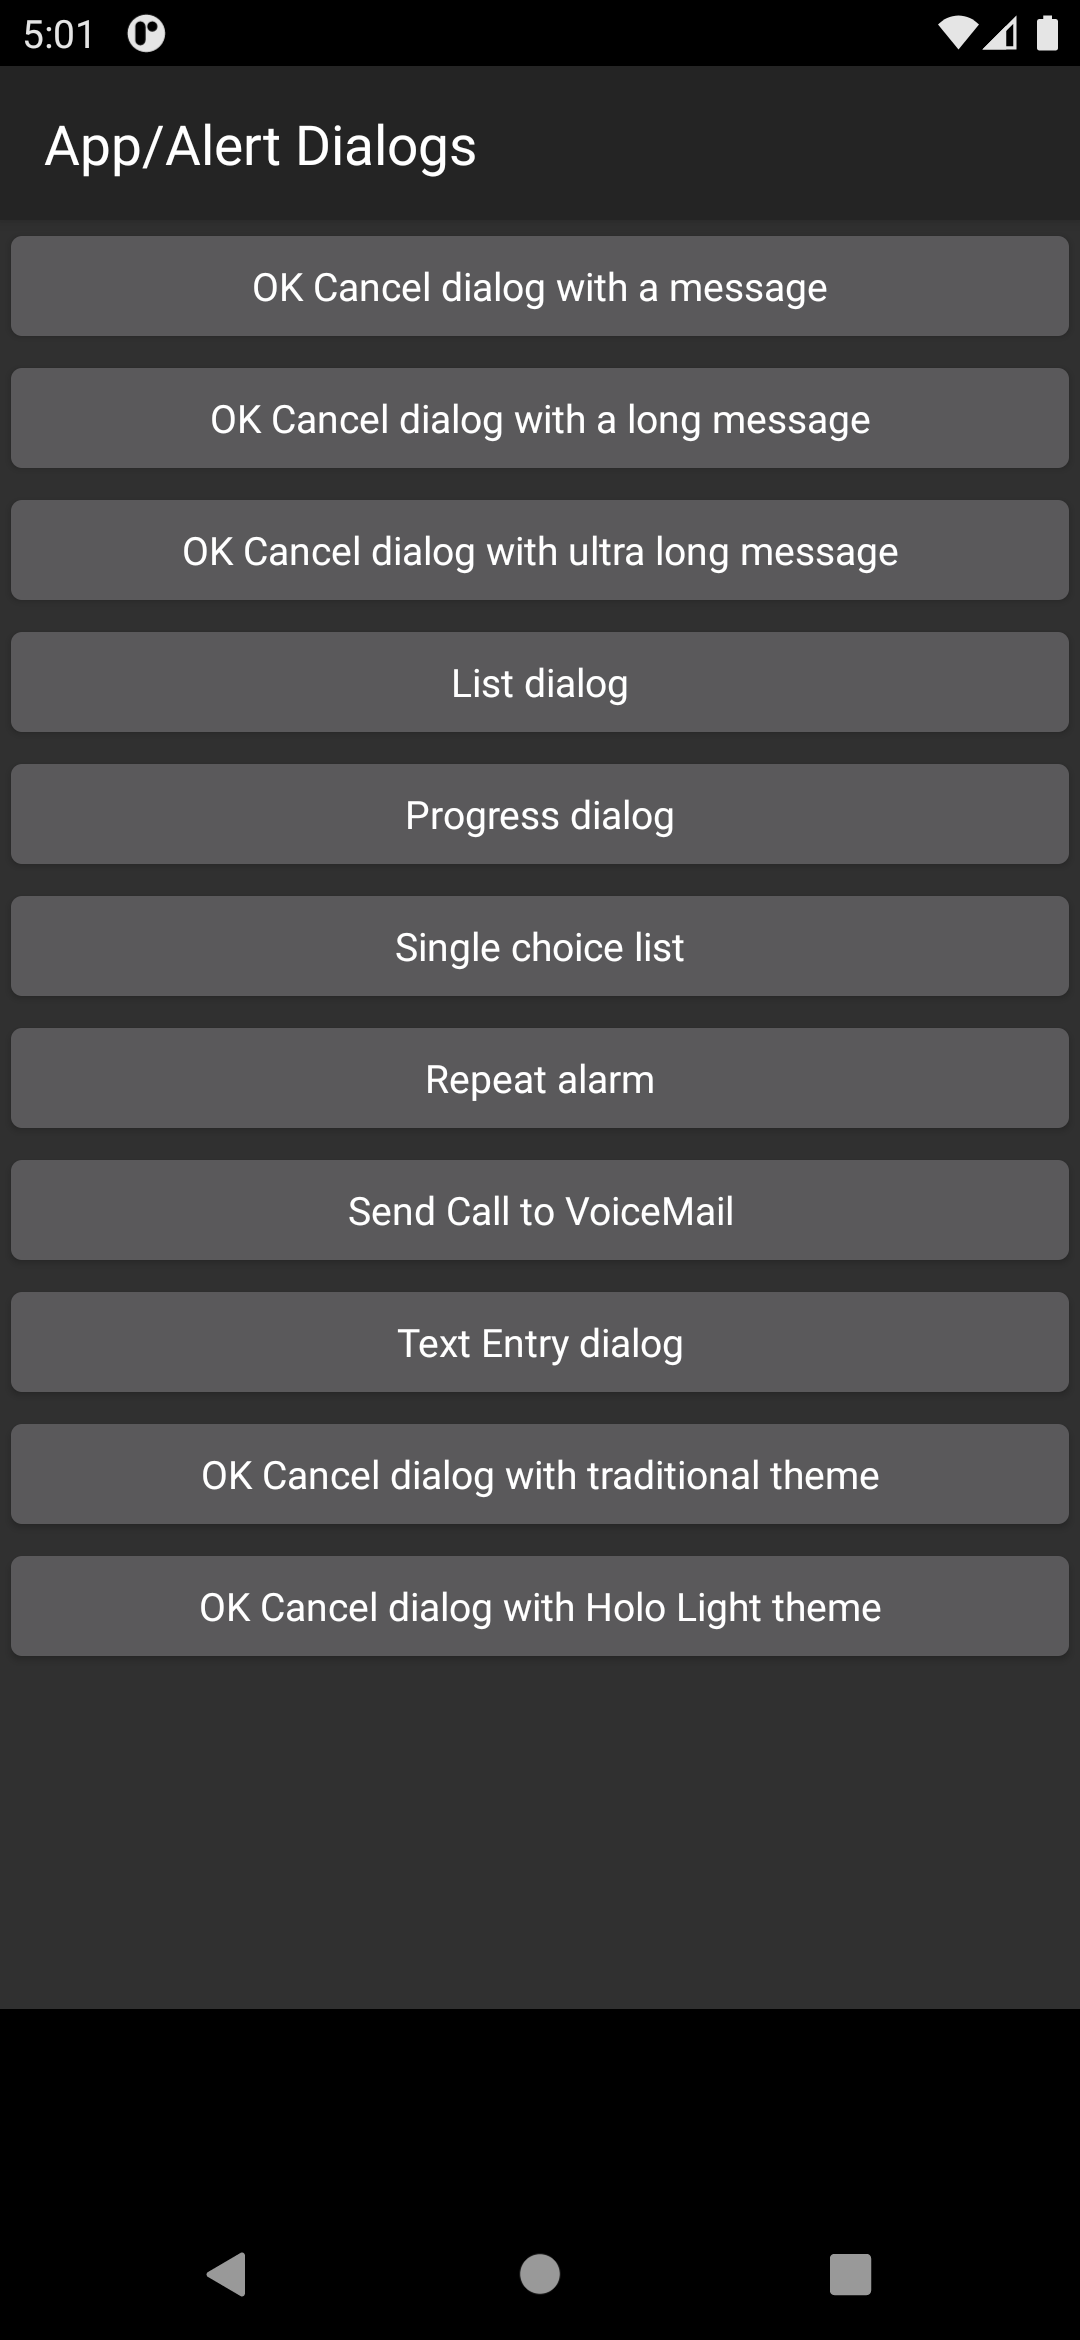 5:01
App/Alert Dialogs
OK Cancel dialog with a message
OK Cancel dialog with a long message
OK Cancel dialog with ultra long message
List dialog
Progress dialog
Single choice list
Repeat alarm
Send Call to VoiceMail
Text Entry dialog
OK Cancel dialog with traditional theme
OK Cancel dialog with Holo Light theme